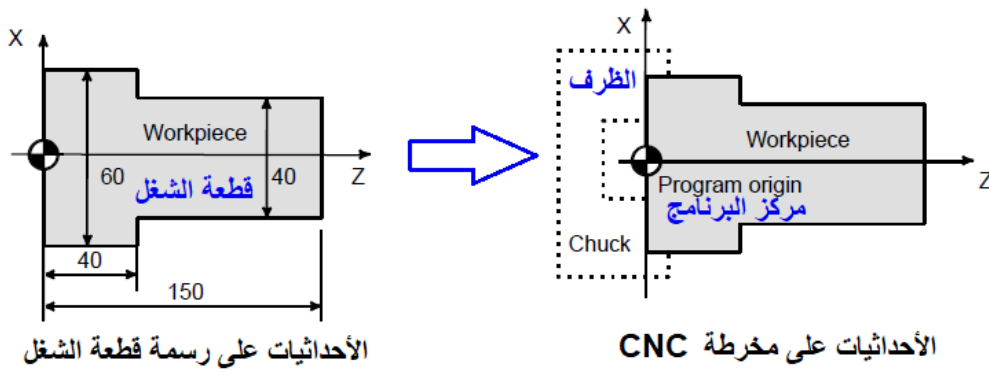 X
Workpiece
60
40
Z
قطعة الشغل
40
150
الأحداثيات على رسمة قطعة الشغل
X
الظرف
Workpiece
Z
Program origin
مركز البرنامج
Chuck
الأحداثيات على مخرطة CNC